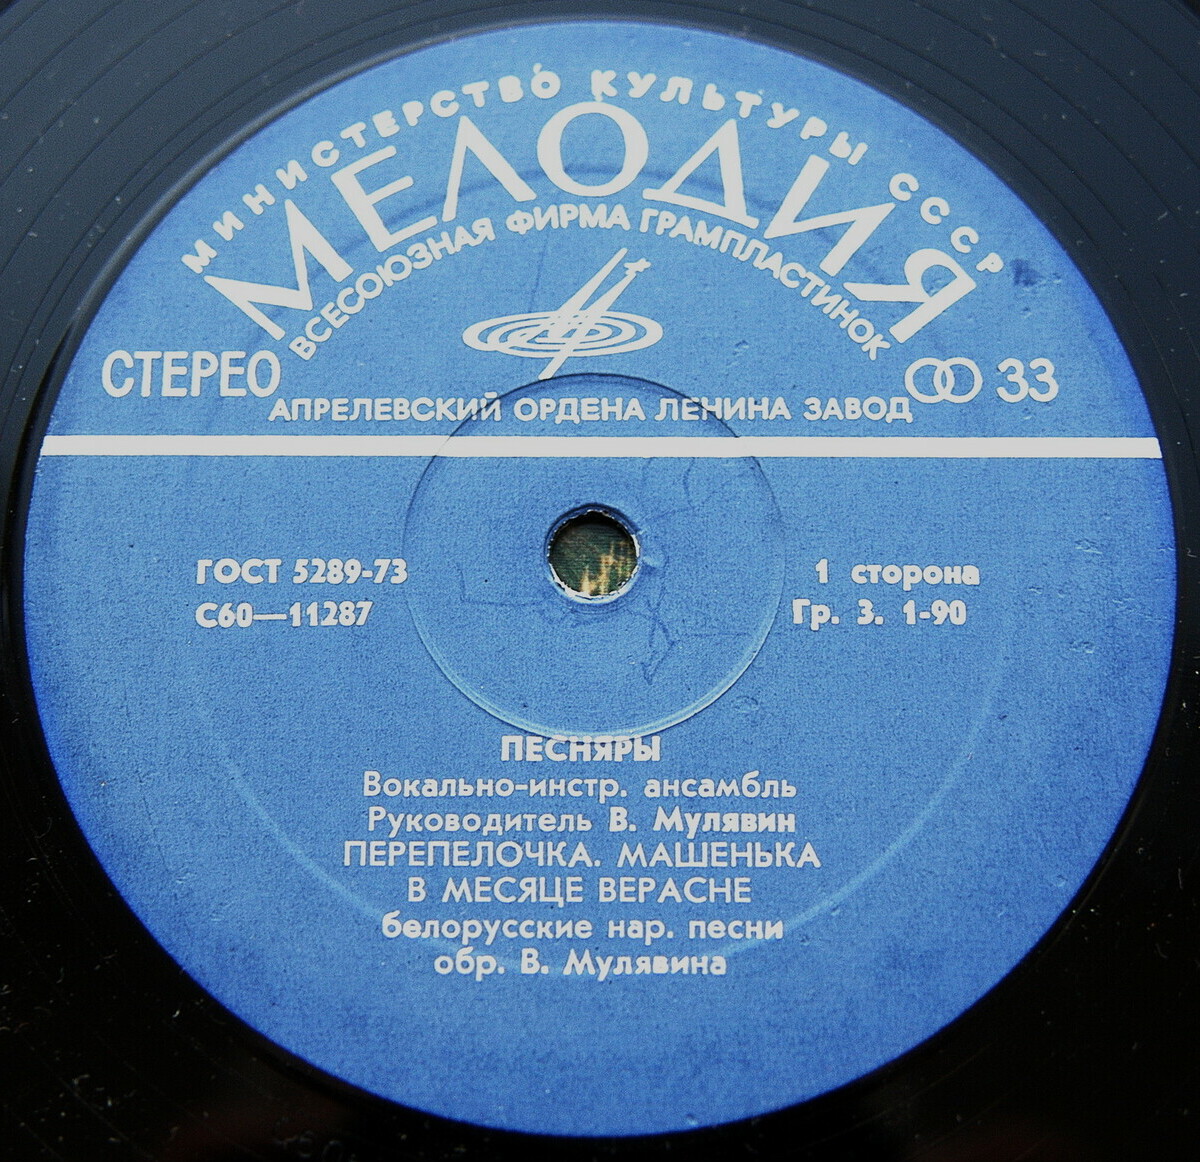 МИНИСТЕРСТВО КУЛЬТУРЫ СССР
МЕЛОДИЯ
ВСЕСОЮЗНАЯ ФИРМА ГРАМПЛАСТИНОК
СТЕРЕО
33
АПРЕЛЕВСКИЙ ОРДЕНА ЛЕНИНА ЗАВОД
ГОСТ 5289-73
С60—11287
1 сторона
Гр. 3. 1-90
ПЕСНЯРЫ
Вокально-инстр. ансамбль
Руководитель В. Мулявин
ПЕРЕПЕЛОЧКА. МАШЕНЬКА
В МЕСЯЦЕ ВЕРАСНЕ
белорусские нар. песни
обр. В. Мулявина